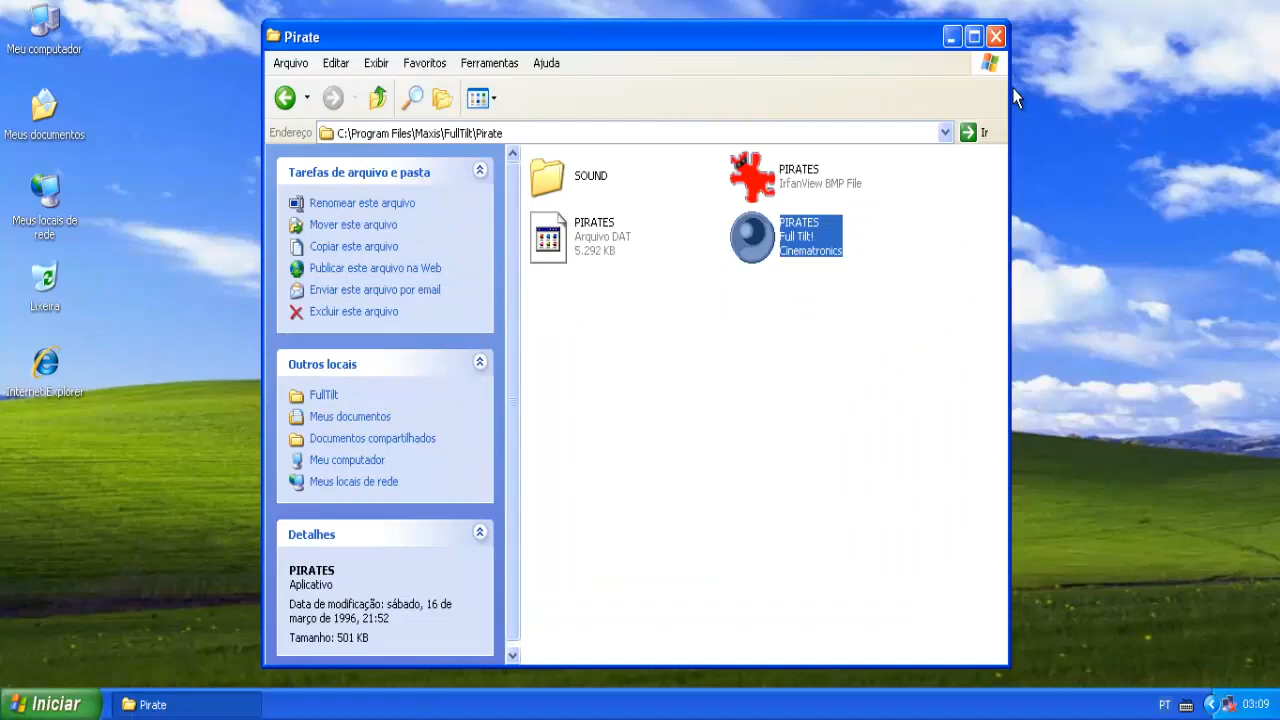 Meu computador
Meus documentos
Meus locais de
rede
Lixeira
Internet Explorer
Pirate
Arquivo Editar Exibir Favoritos Ferramentas Ajuda
Endereço C:\Program Files\Maxis\FullTilt\Pirate Ir
Tarefas de arquivo e pasta
Renomear este arquivo
Mover este arquivo
Copiar este arquivo
Publicar este arquivo na Web
Enviar este arquivo por email
Excluir este arquivo
Outros locais
FullTilt
Meus documentos
Documentos compartilhados
Meu computador
Meus locais de rede
Detalhes
PIRATES
Aplicativo
Data de modificação: sábado, 16 de
março de 1996, 21:52
Tamanho: 501 KB
SOUND
PIRATES
IrfanView BMP File
PIRATES
Arquivo DAT
5.292 KB
PIRATES
Full Tilt!
Cinematronics
Iniciar
Pirate
PT
03:09